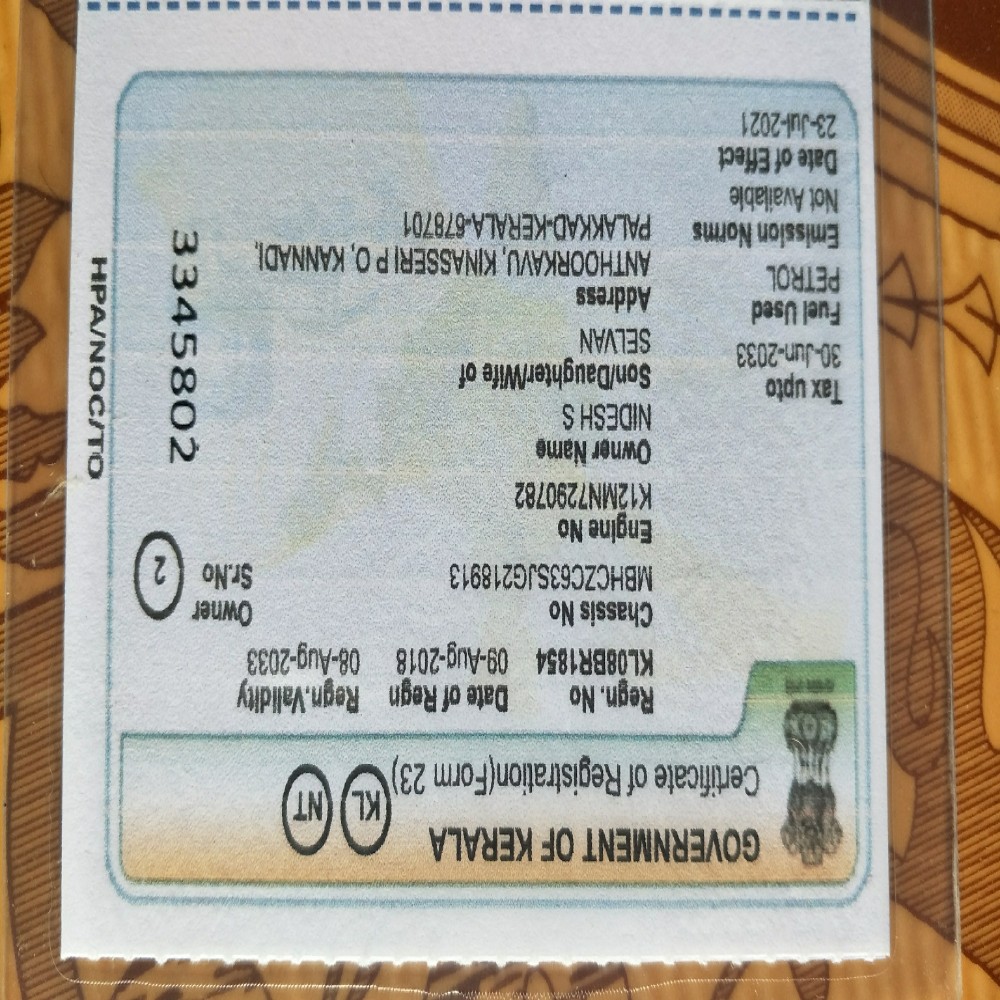 GOVERNMENT OF KERALA
Certificate of Registration(Form 23)
KL
NT
Regn. No
KL08BR1854
Date of Regn
09-Aug-2018
Regn.Validity
08-Aug-2033
Chassis No
MBHCZC63SJG218913
Owner
Sr.No
2
Engine No
K12MN7290782
Owner Name
NIDESH S
Son/Daughter/Wife of
SELVAN
Address
ANTHOORKAVU, KINASSERI P O, KANNADI,
PALAKKAD-KERALA-678701
Tax upto
30-Jun-2033
Fuel Used
PETROL
Emission Norms
Not Available
Date of Effect
23-Jul-2021
3345802
HPA/NOC/TO